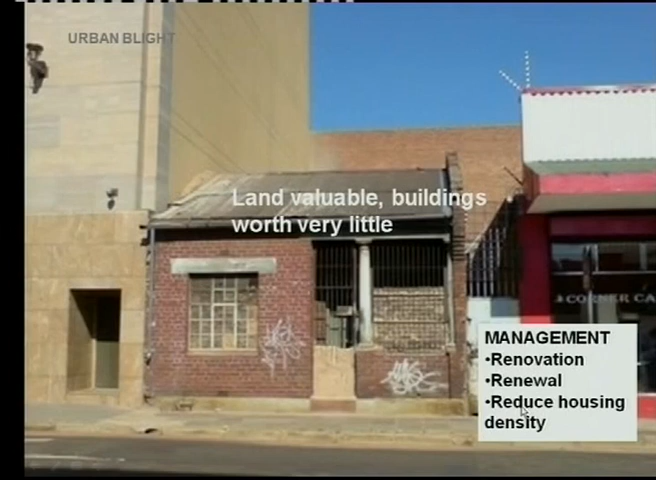 URBAN BLIGHT
Land valuable, buildings
worth very little
CORNER CA
MANAGEMENT
•Renovation
•Renewal
•Reduce housing
density